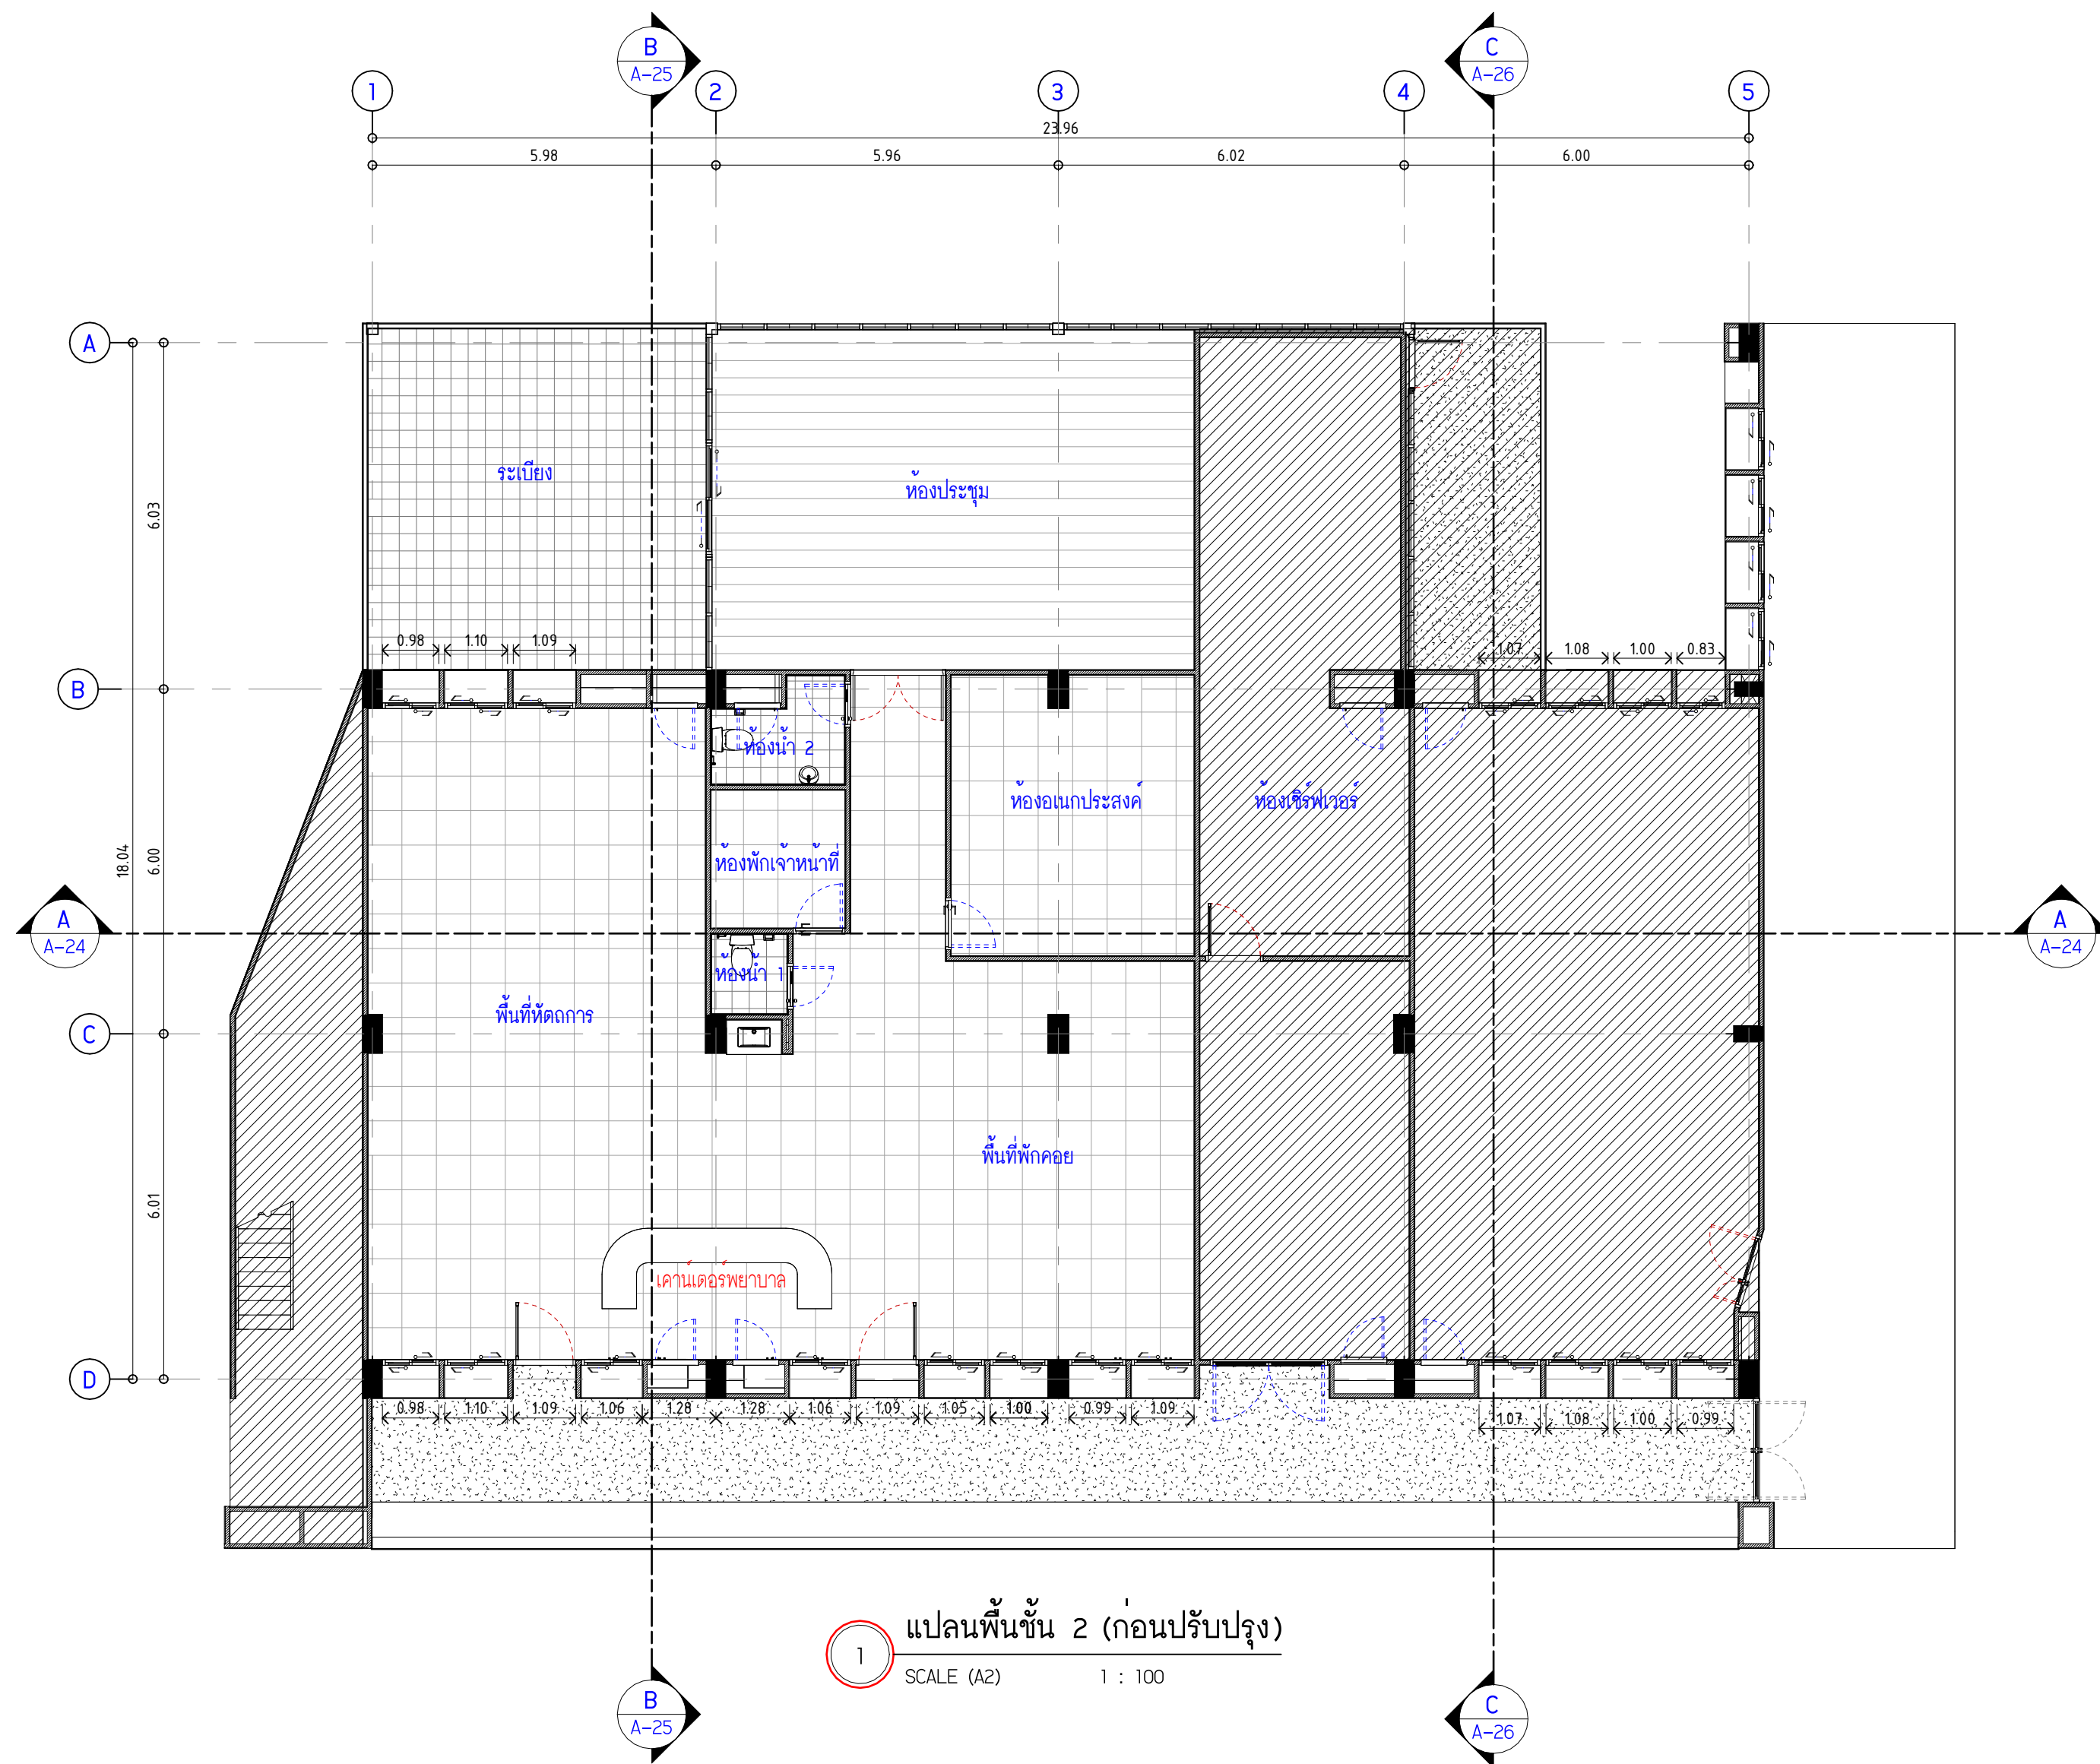 B
A-25
C
A-26
1
2
3
4
5
23.96
5.98
5.96
6.02
6.00
A
B
C
D
6.03
6.00
18.04
6.01
ระเบียง
ห้องประชุม
0.98
1.10
1.09
1.07
1.08
1.00
0.83
ห้องน้ำ 2
ห้องอเนกประสงค์
ห้องเซิร์ฟเวอร์
ห้องพักเจ้าหน้าที่
A
A-24
A
A-24
ห้องน้ำ 1
พื้นที่หัตถการ
พื้นที่พักคอย
เคาน์เตอร์พยาบาล
0.98
1.10
1.09
1.06
1.28
1.28
1.06
1.09
1.05
1.00
0.99
1.09
1.07
1.08
1.00
0.99
1
แปลนพื้นชั้น 2 (ก่อนปรับปรุง)
SCALE (A2) 1 : 100
B
A-25
C
A-26